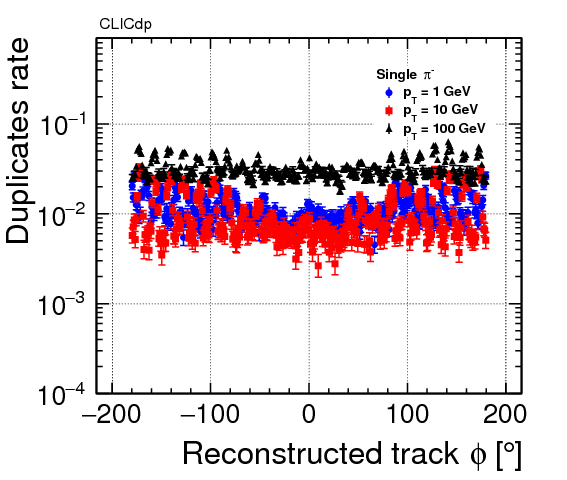 CLICdp
Duplicates rate
Single π⁻
p_T = 1 GeV
p_T = 10 GeV
p_T = 100 GeV
10⁻¹
10⁻²
10⁻³
10⁻⁴
−200 −100 0 100 200
Reconstructed track ϕ [°]